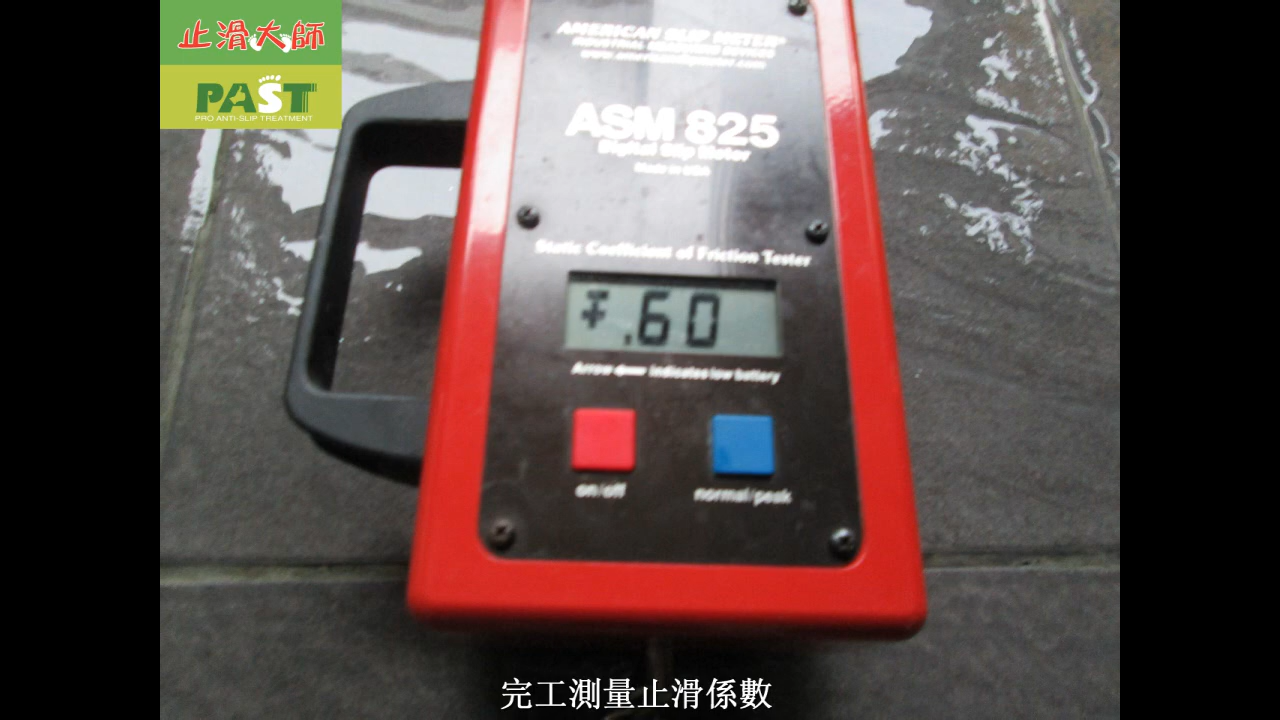 止滑大師
PAST
PRO ANTI-SLIP TREATMENT
AMERICAN SLIP METER
ASM 825
Digital Slip Meter
Made in USA
Static Coefficient of Friction Tester
.60
Arrow indicates low battery
on/off
normal/peak
完工測量止滑係數